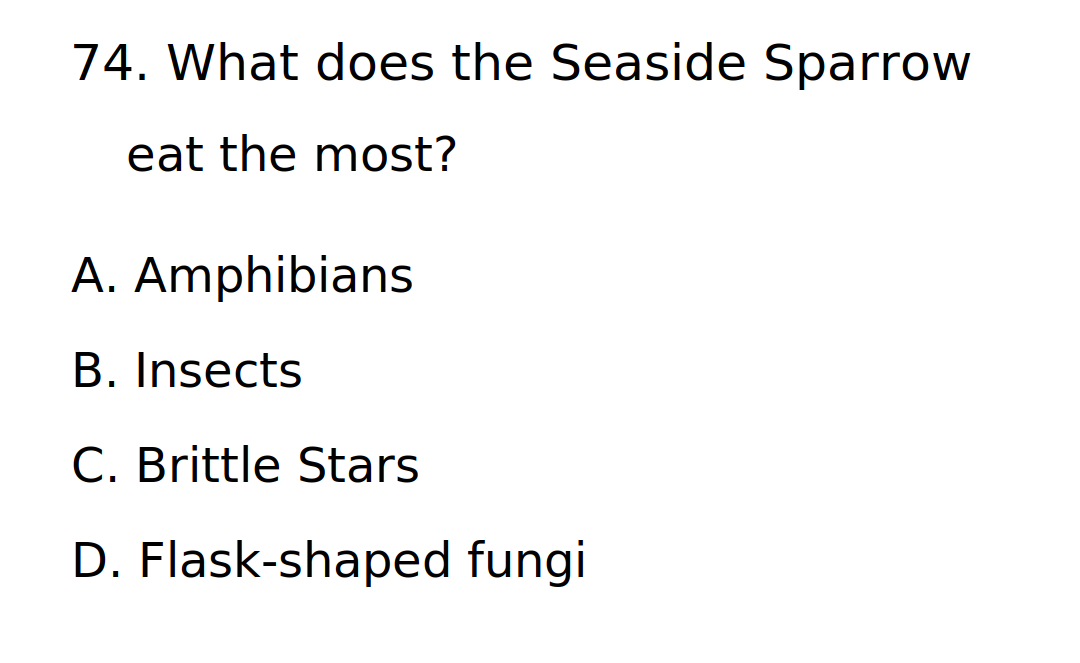 74. What does the Seaside Sparrow
eat the most?
A. Amphibians
B. Insects
C. Brittle Stars
D. Flask-shaped fungi